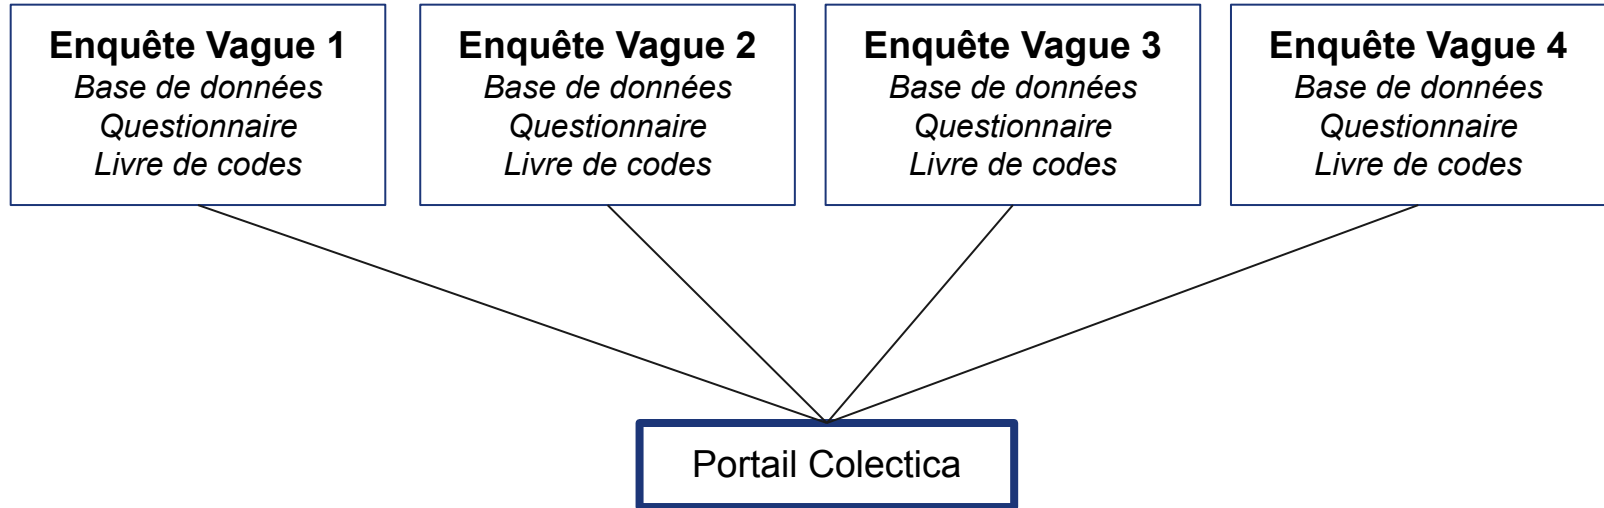 Enquête Vague 1
Base de données
Questionnaire
Livre de codes
Enquête Vague 2
Base de données
Questionnaire
Livre de codes
Enquête Vague 3
Base de données
Questionnaire
Livre de codes
Enquête Vague 4
Base de données
Questionnaire
Livre de codes
Portail Colectica